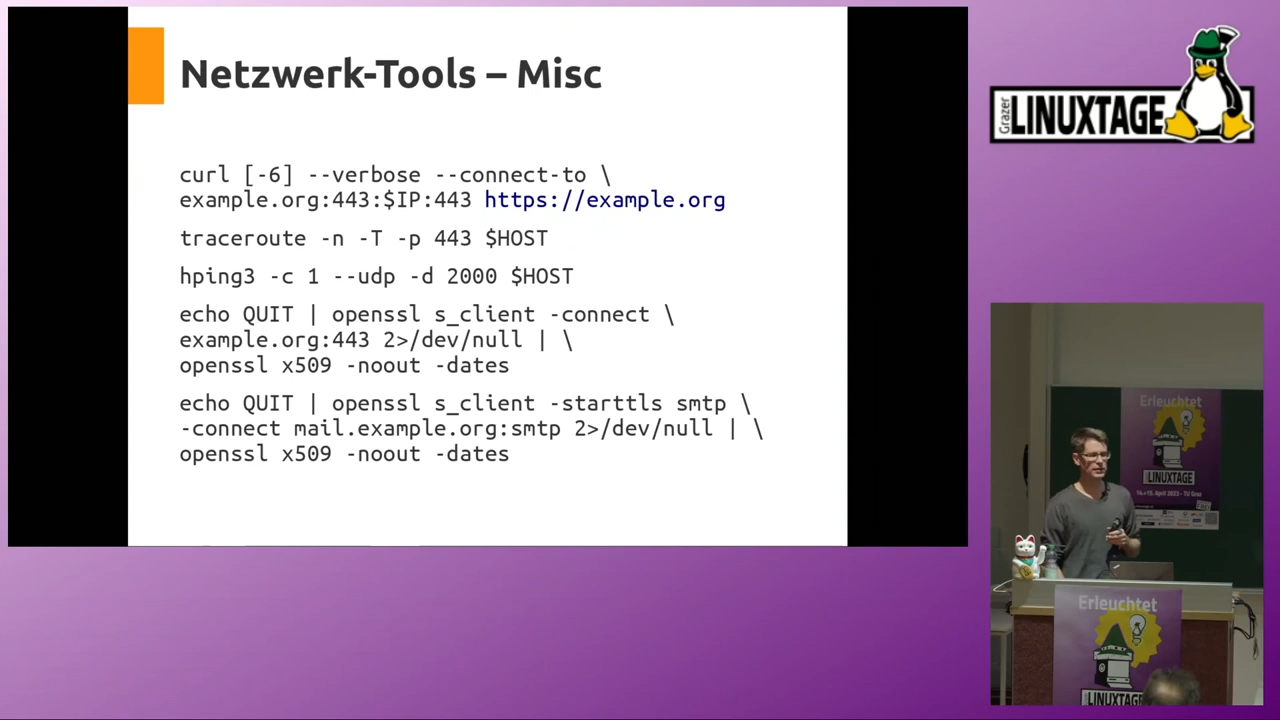 Netzwerk-Tools – Misc
curl [-6] --verbose --connect-to \
example.org:443:$IP:443 https://example.org
traceroute -n -T -p 443 $HOST
hping3 -c 1 --udp -d 2000 $HOST
echo QUIT | openssl s_client -connect \
example.org:443 2>/dev/null | \
openssl x509 -noout -dates
echo QUIT | openssl s_client -starttls smtp \
-connect mail.example.org:smtp 2>/dev/null | \
openssl x509 -noout -dates
Grazer
LINUXTAGE
Erleuchtet
LINUXTAGE
Erleuchtet
LINUXTAGE